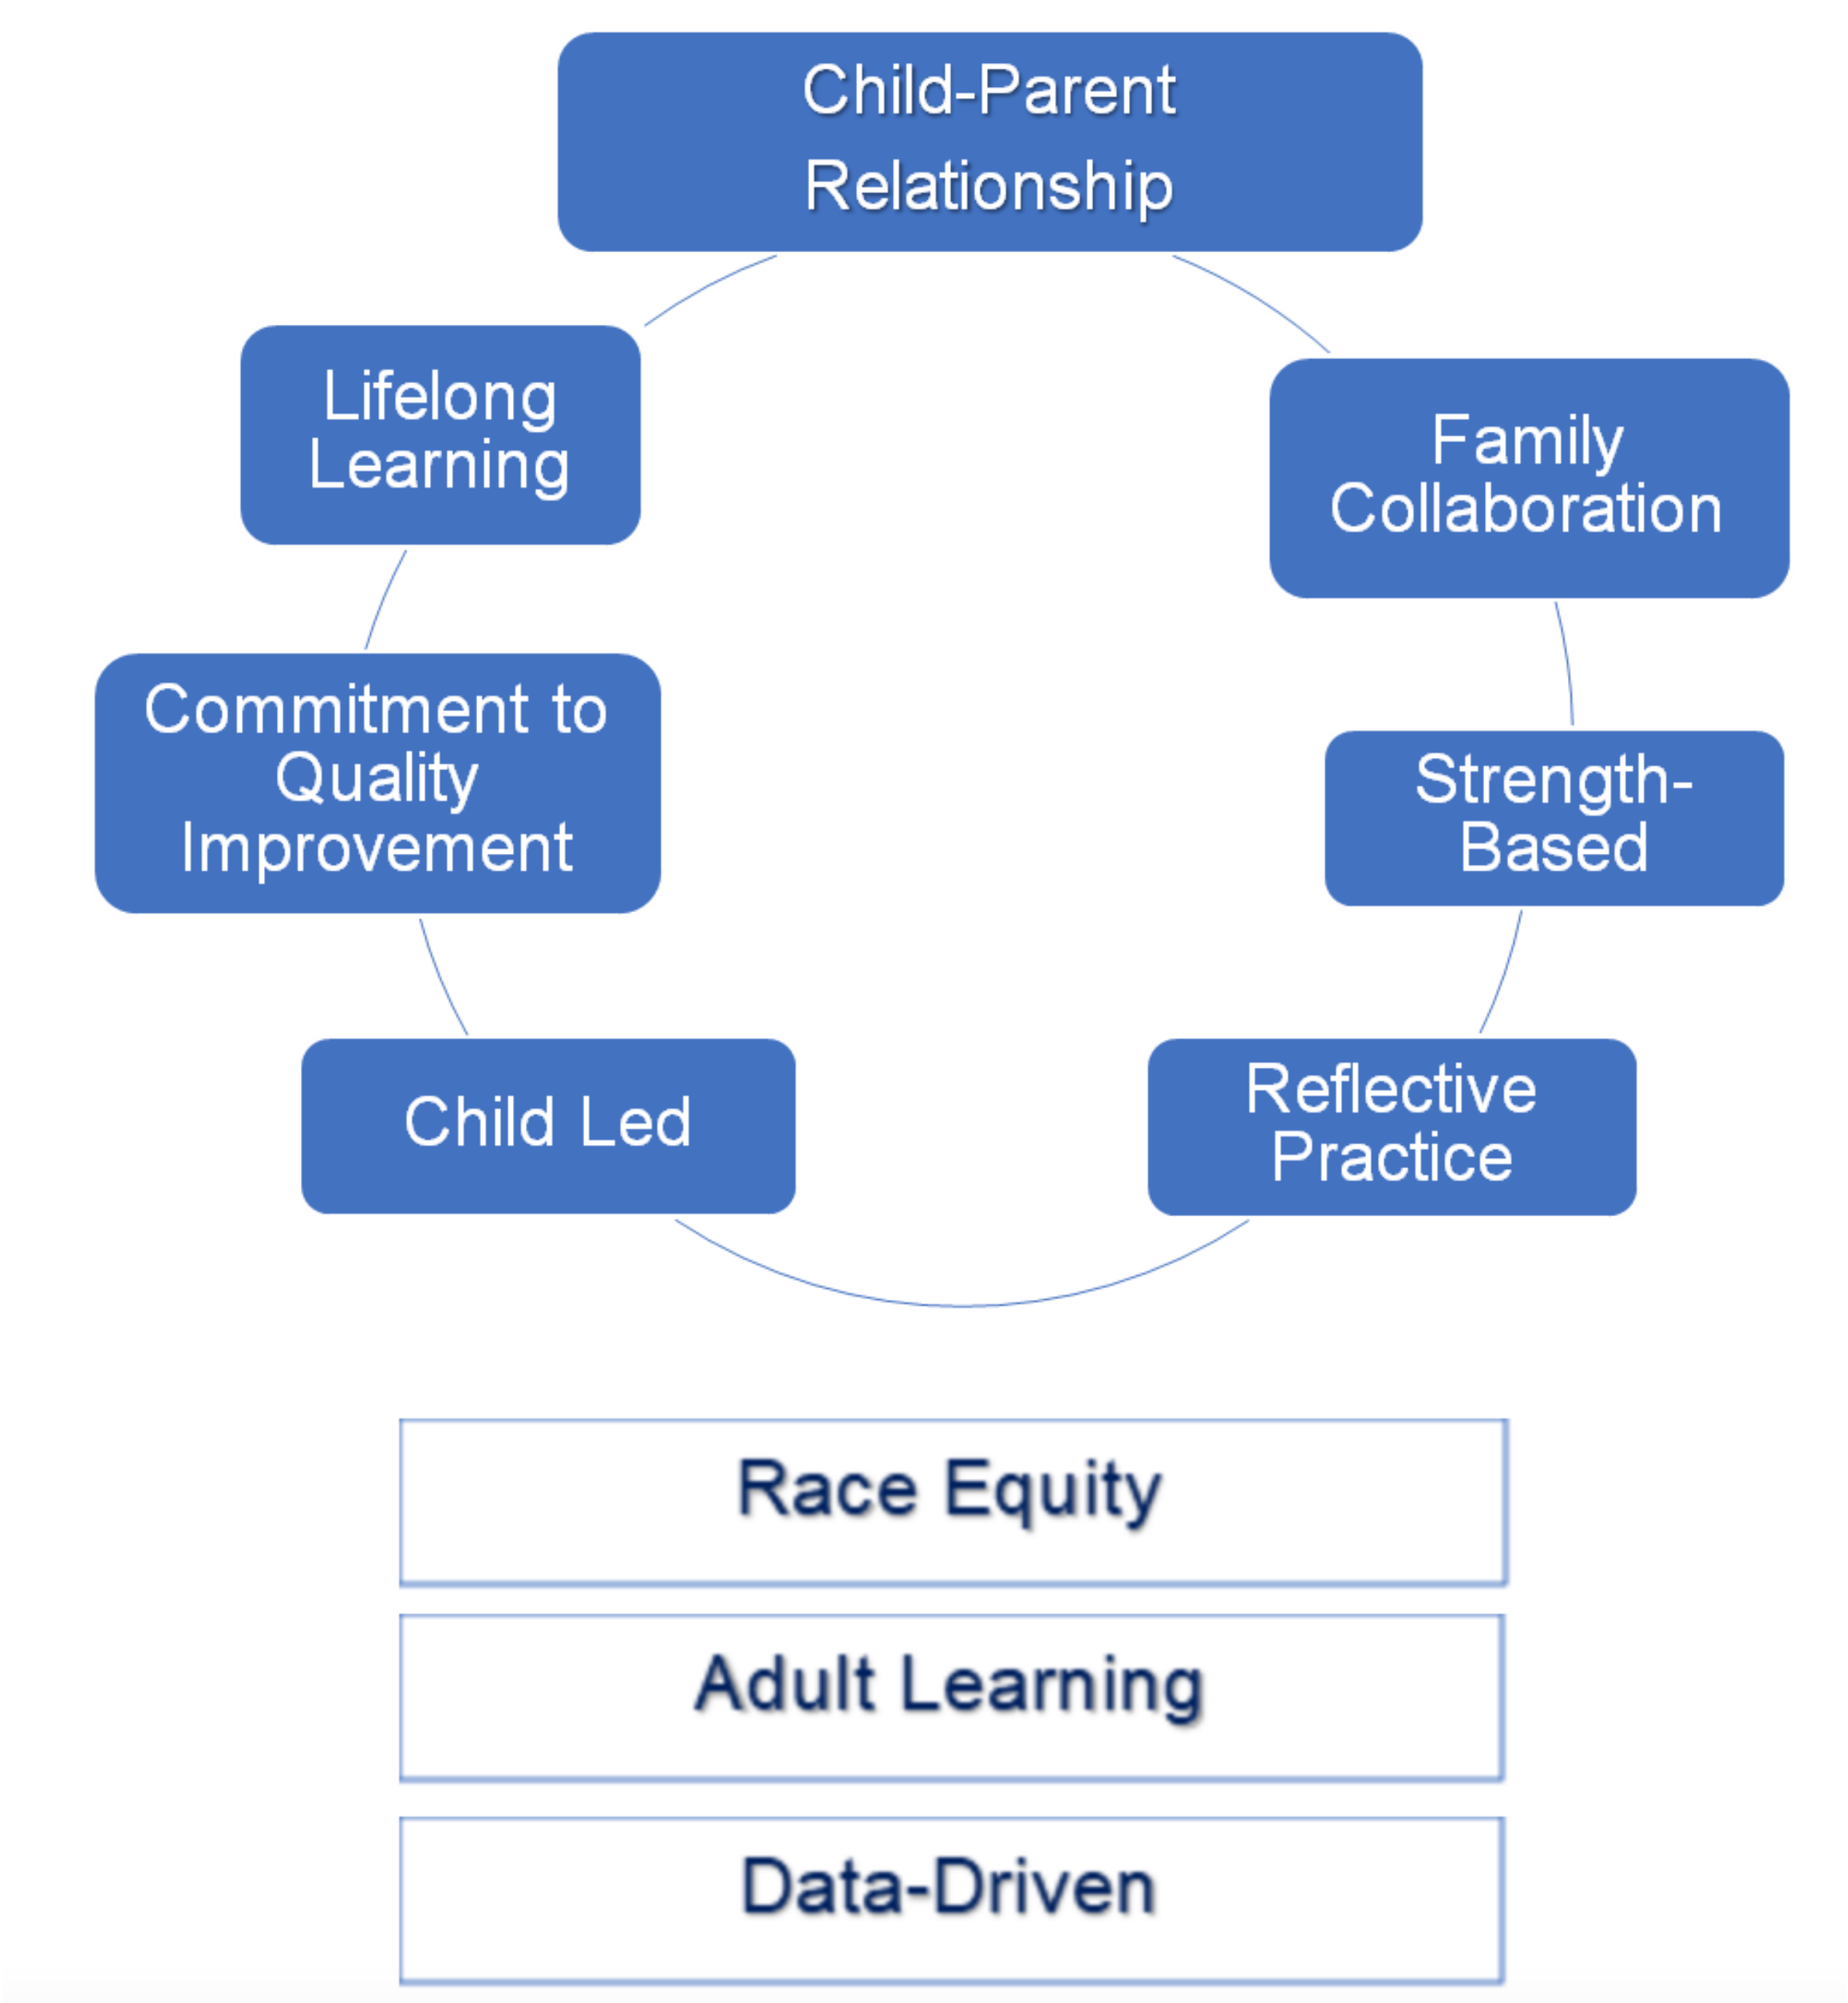 Child-Parent
Relationship
Lifelong
Learning
Family
Collaboration
Commitment to
Quality
Improvement
Strength-
Based
Child Led
Reflective
Practice
Race Equity
Adult Learning
Data-Driven